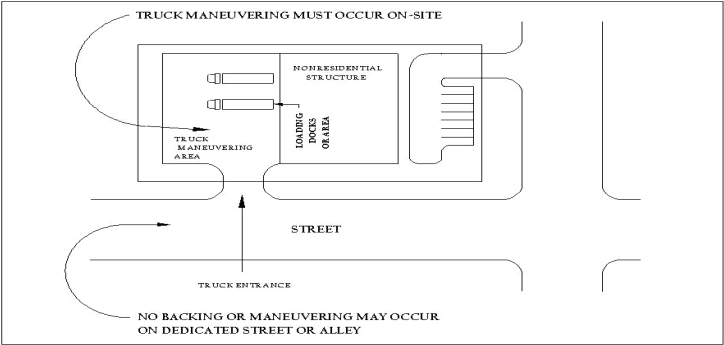 TRUCK MANEUVERING MUST OCCUR ON-SITE
NONRESIDENTIAL
STRUCTURE
LOADING
DOCKS
OR AREA
TRUCK
MANEUVERING
AREA
STREET
TRUCK ENTRANCE
NO BACKING OR MANEUVERING MAY OCCUR
ON DEDICATED STREET OR ALLEY